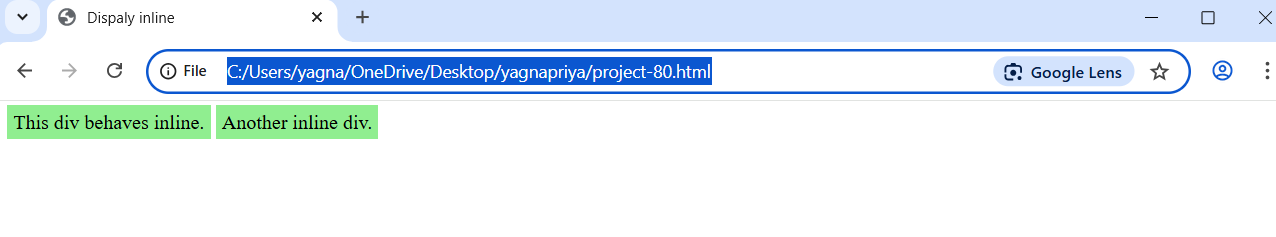 Dispaly inline
File C:/Users/yagna/OneDrive/Desktop/yagnapriya/project-80.html Google Lens
This div behaves inline. Another inline div.